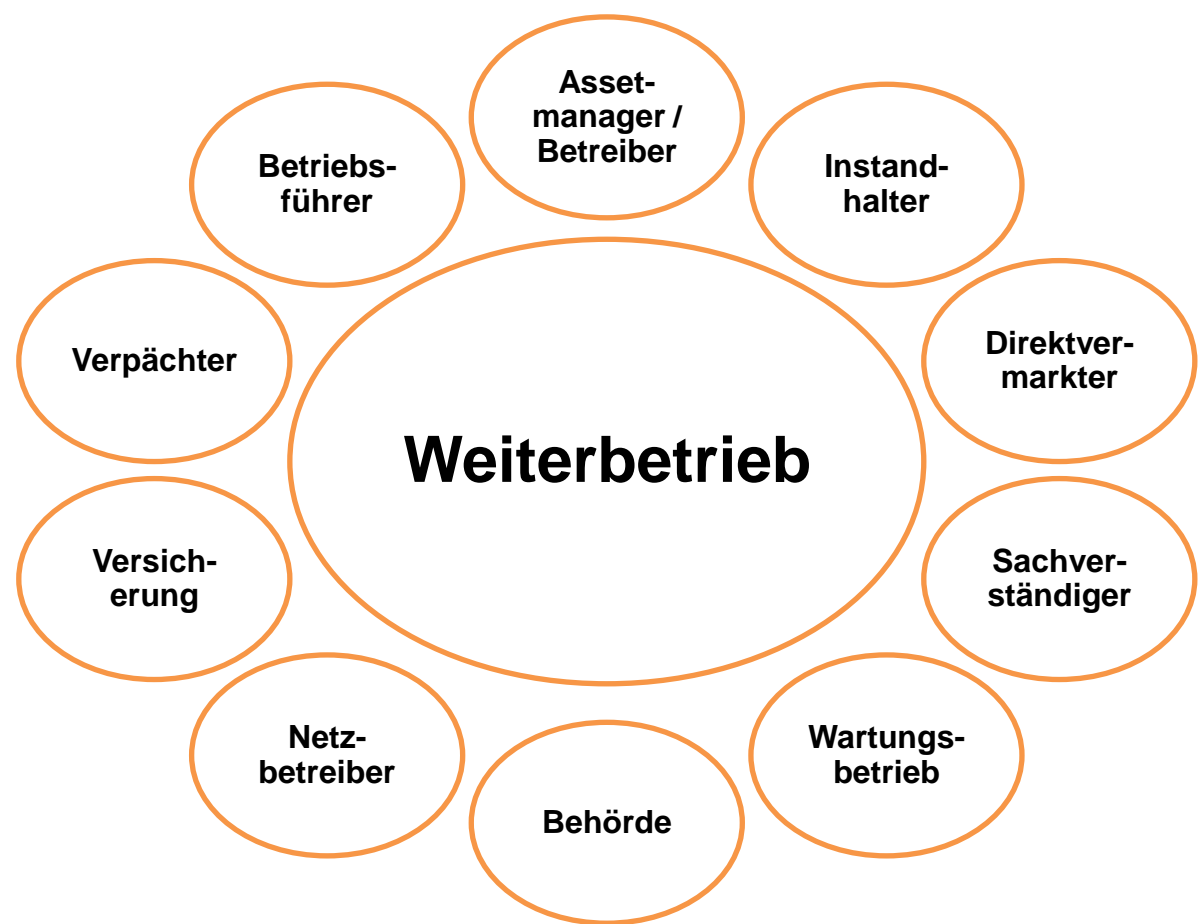 Asset-
manager /
Betreiber
Betriebs-
führer
Instand-
halter
Verpächter
Direktver-
markter
Weiterbetrieb
Versich-
erung
Sachver-
ständiger
Netz-
betreiber
Wartungs-
betrieb
Behörde